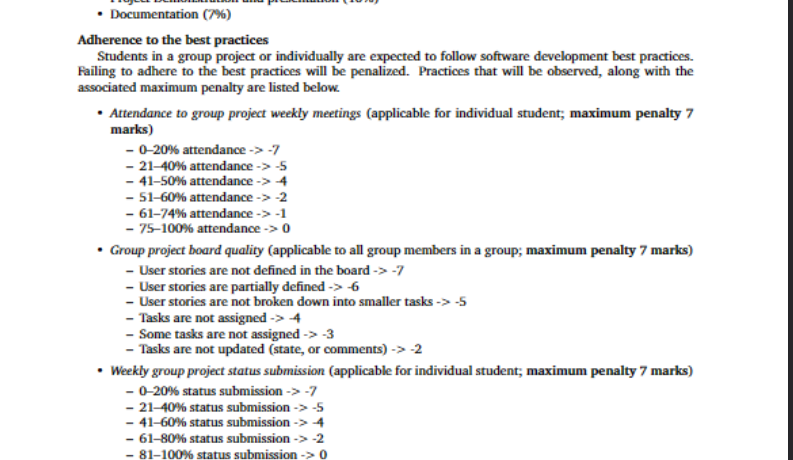 • Documentation (7%)
Adherence to the best practices
Students in a group project or individually are expected to follow software development best practices.
Failing to adhere to the best practices will be penalized. Practices that will be observed, along with the
associated maximum penalty are listed below.
• Attendance to group project weekly meetings (applicable for individual student; maximum penalty 7
marks)
– 0–20% attendance -> -7
– 21–40% attendance -> -5
– 41–50% attendance -> -4
– 51–60% attendance -> -2
– 61–74% attendance -> -1
– 75–100% attendance -> 0
• Group project board quality (applicable to all group members in a group; maximum penalty 7 marks)
– User stories are not defined in the board -> -7
– User stories are partially defined -> -6
– User stories are not broken down into smaller tasks -> -5
– Tasks are not assigned -> -4
– Some tasks are not assigned -> -3
– Tasks are not updated (state, or comments) -> -2
• Weekly group project status submission (applicable for individual student; maximum penalty 7 marks)
– 0–20% status submission -> -7
– 21–40% status submission -> -5
– 41–60% status submission -> -4
– 61–80% status submission -> -2
– 81–100% status submission -> 0